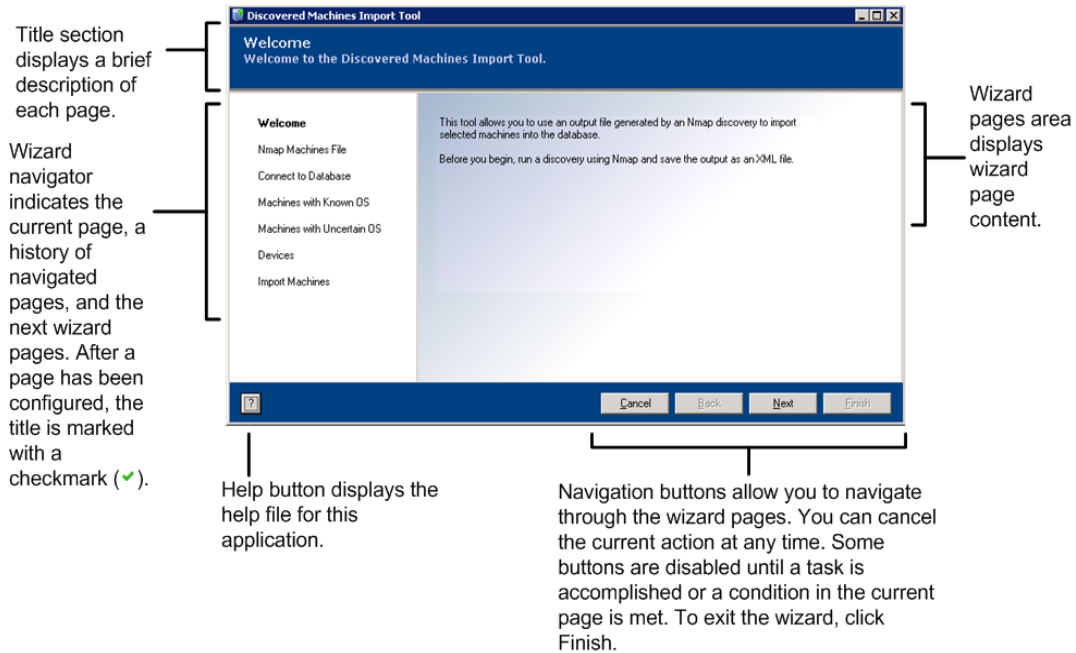 Title section
displays a brief
description of
each page.
Wizard
navigator
indicates the
current page, a
history of
navigated
pages, and the
next wizard
pages. After a
page has been
configured, the
title is marked
with a
checkmark (✔).
Discovered Machines Import Tool
Welcome
Welcome to the Discovered Machines Import Tool.
Welcome
Nmap Machines File
Connect to Database
Machines with Known OS
Machines with Uncertain OS
Devices
Import Machines
This tool allows you to use an output file generated by an Nmap discovery to import
selected machines into the database.
Before you begin, run a discovery using Nmap and save the output as an XML file.
?
Cancel
Back
Next
Finish
Wizard
pages area
displays
wizard
page
content.
Help button displays the
help file for this
application.
Navigation buttons allow you to navigate
through the wizard pages. You can cancel
the current action at any time. Some
buttons are disabled until a task is
accomplished or a condition in the current
page is met. To exit the wizard, click
Finish.